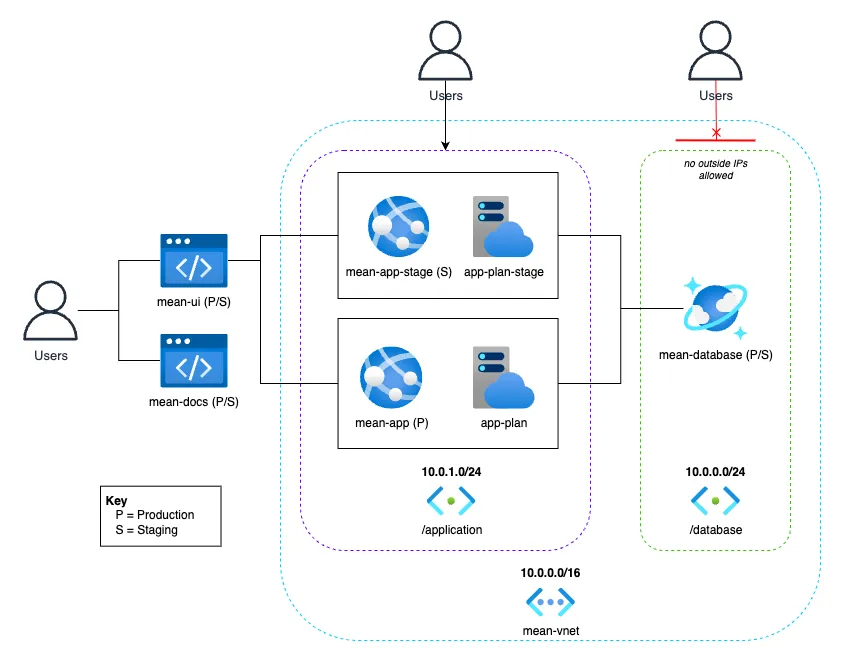 Users
Users
no outside IPs
allowed
mean-app-stage (S)
app-plan-stage
mean-ui (P/S)
Users
mean-database (P/S)
mean-docs (P/S)
mean-app (P)
app-plan
10.0.1.0/24
10.0.0.0/24
/application
/database
Key
P = Production
S = Staging
10.0.0.0/16
mean-vnet